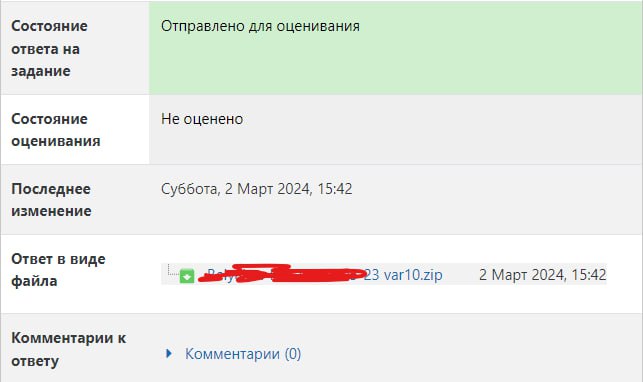 Состояние
ответа на
задание
Отправлено для оценивания
Состояние
оценивания
Не оценено
Последнее
изменение
Суббота, 2 Март 2024, 15:42
Ответ в виде
файла
23 var10.zip 2 Март 2024, 15:42
Комментарии к
ответу
Комментарии (0)